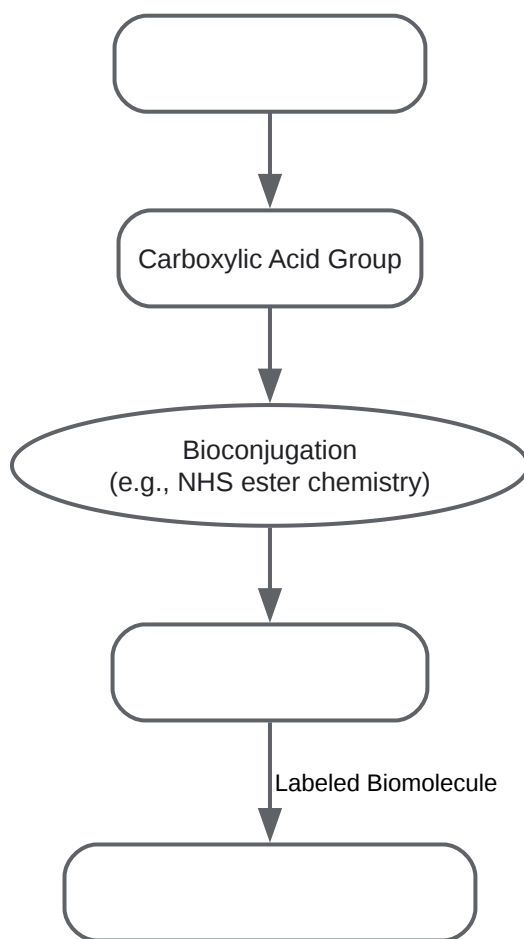 Carboxylic Acid Group
Bioconjugation
(e.g., NHS ester chemistry)
Labeled Biomolecule